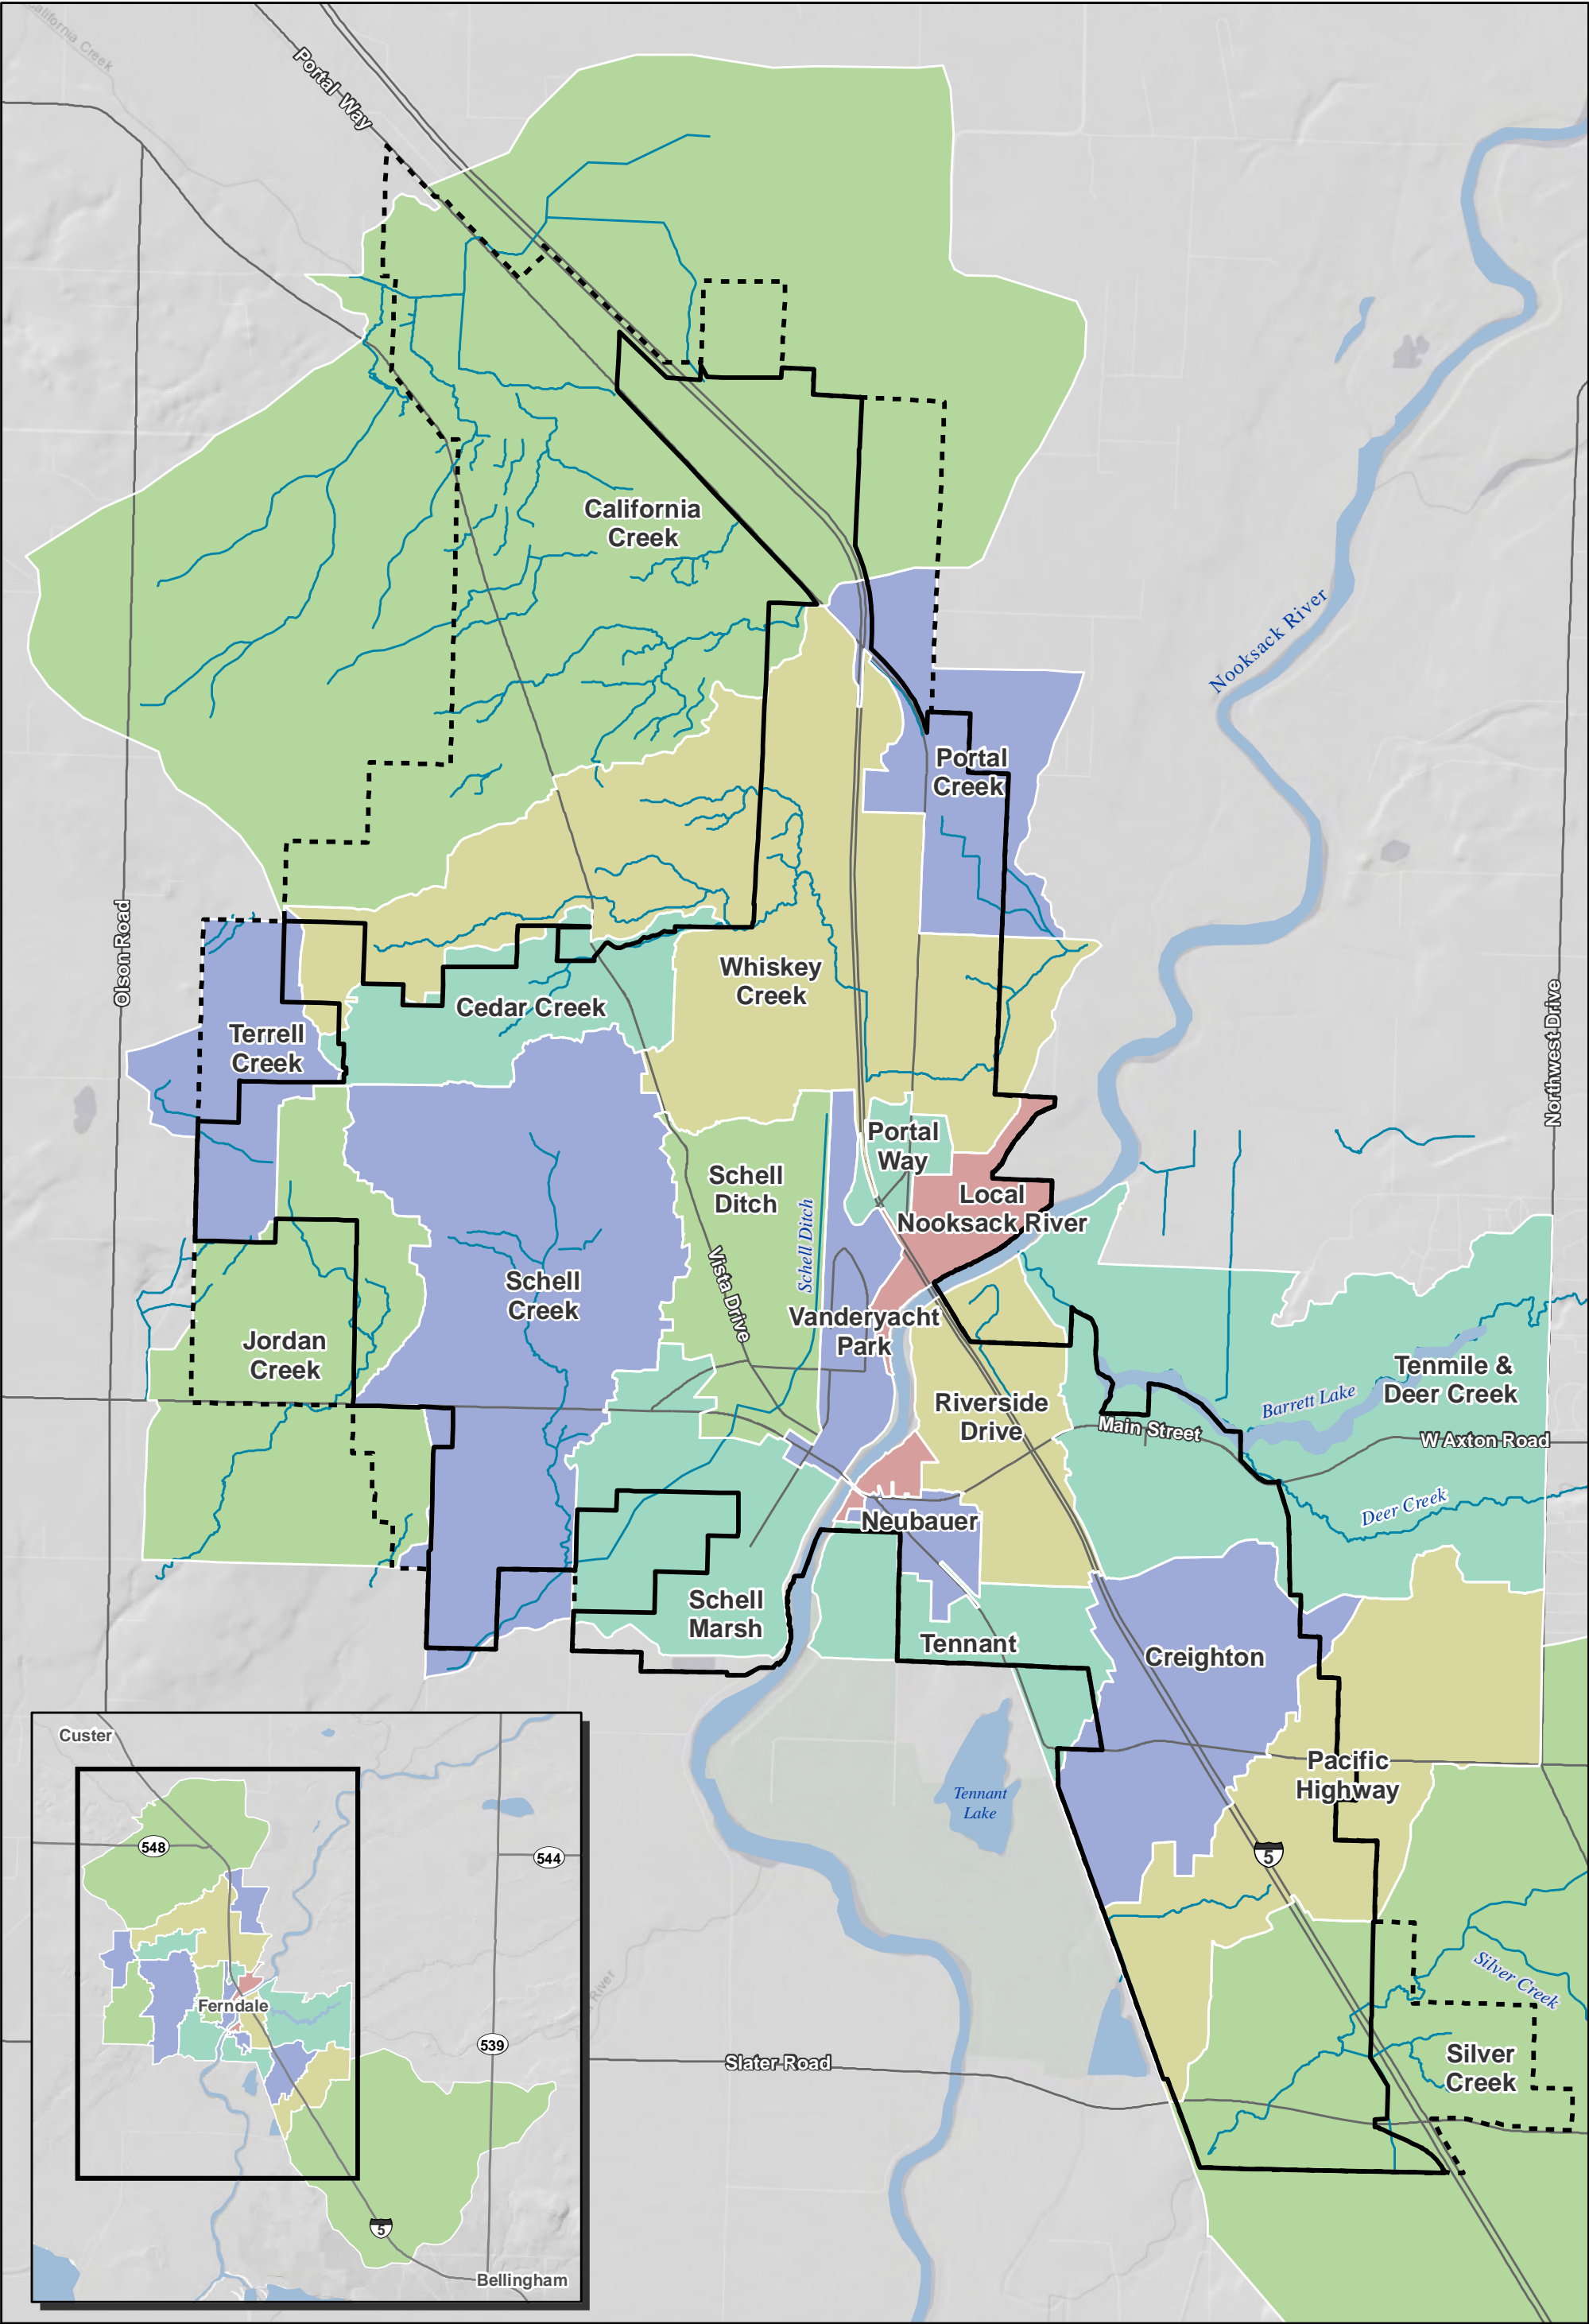 California Creek
Portal Way
California
Creek
Nooksack River
Portal
Creek
Olson Road
Whiskey
Creek
Cedar Creek
Northwest Drive
Terrell
Creek
Portal
Way
Schell
Ditch
Local
Nooksack River
Schell Ditch
Schell
Creek
Vista Drive
Vanderyacht
Park
Jordan
Creek
Tenmile &
Deer Creek
Barrett Lake
Riverside
Drive
Main Street
W Axton Road
Deer Creek
Neubauer
Schell
Marsh
Tennant
Creighton
Pacific
Highway
Tennant
Lake
5
Silver Creek
Silver
Creek
Slater Road
Custer
548
544
Ferndale
539
River
5
Bellingham